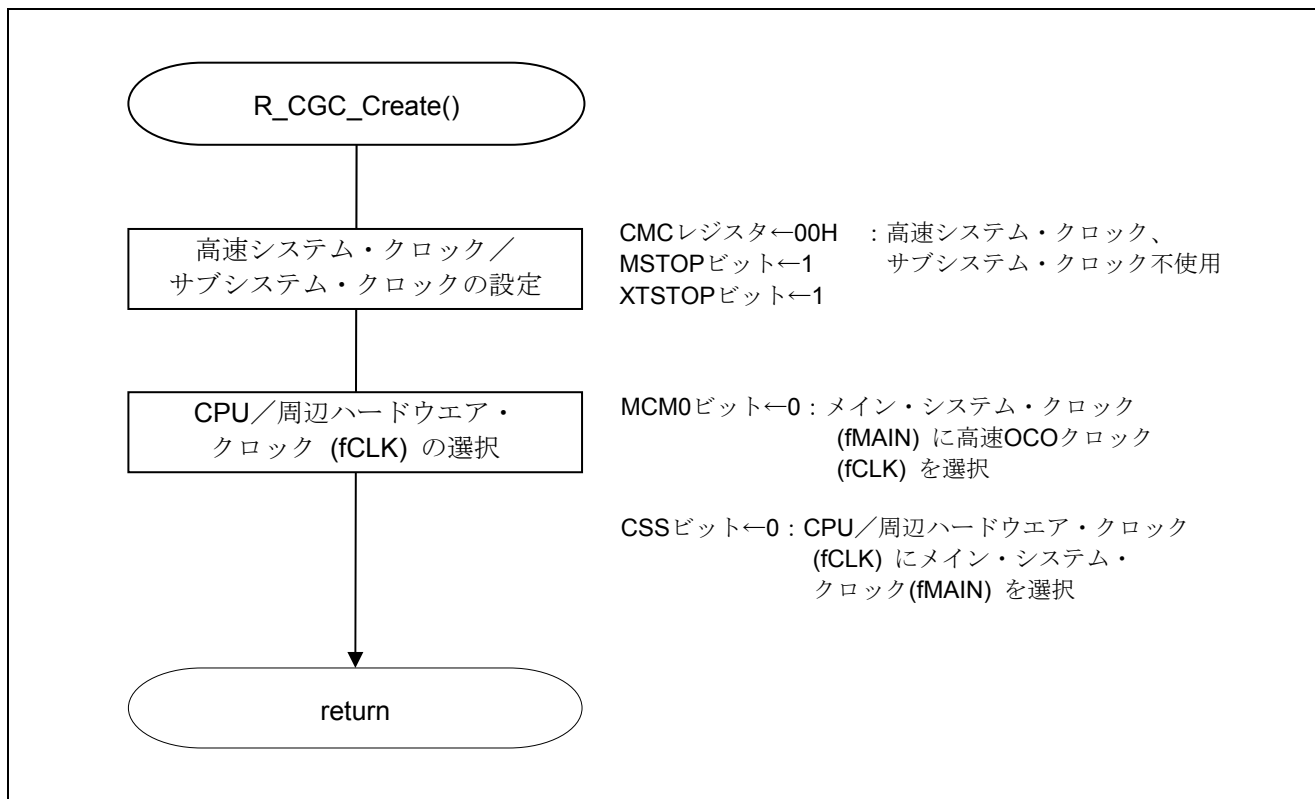 R_CGC_Create()
高速システム・クロック／
サブシステム・クロックの設定
CMCレジスタ←00H ：高速システム・クロック、
MSTOPビット←1 サブシステム・クロック不使用
XTSTOPビット←1
CPU／周辺ハードウエア・
クロック (fCLK) の選択
MCM0ビット←0：メイン・システム・クロック
(fMAIN) に高速OCOクロック
(fCLK) を選択
CSSビット←0：CPU／周辺ハードウエア・クロック
(fCLK) にメイン・システム・
クロック(fMAIN) を選択
return